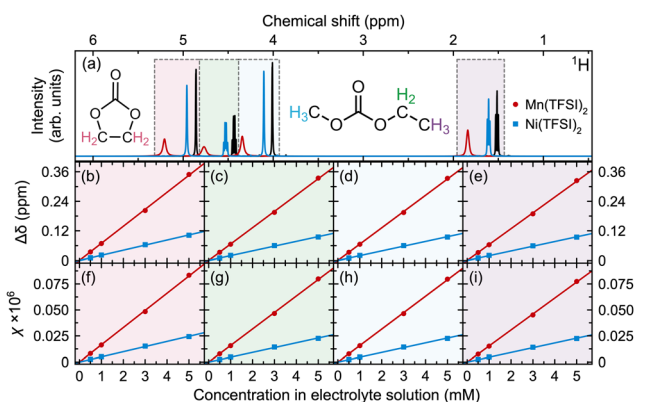 Chemical shift (ppm)
6 5 4 3 2 1
(a) ¹H
Intensity
(arb. units)
O
O O
H₂C CH₂
H₃C O O CH₂ CH₃
H₂
H₃
Mn(TFSI)₂
Ni(TFSI)₂
(b) (c) (d) (e)
Δδ (ppm)
0.36 0.36
0.24 0.24
0.12 0.12
0 0
(f) (g) (h) (i)
χ ×10⁶
0.075 0.075
0.050 0.050
0.025 0.025
0 0
0 1 2 3 4 5 0 1 2 3 4 5 0 1 2 3 4 5 0 1 2 3 4 5
Concentration in electrolyte solution (mM)